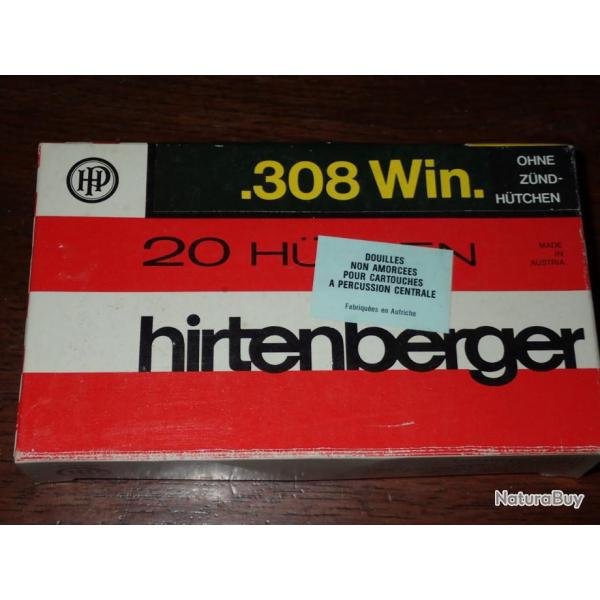 HP
.308 Win.
OHNE
ZÜND-
HÜTCHEN
20 HÜ EN
MADE
IN
AUSTRIA
DOUILLES
NON AMORCEES
POUR CARTOUCHES
A PERCUSSION CENTRALE
Fabriquées en Autriche
hirtenberger
NaturaBuy